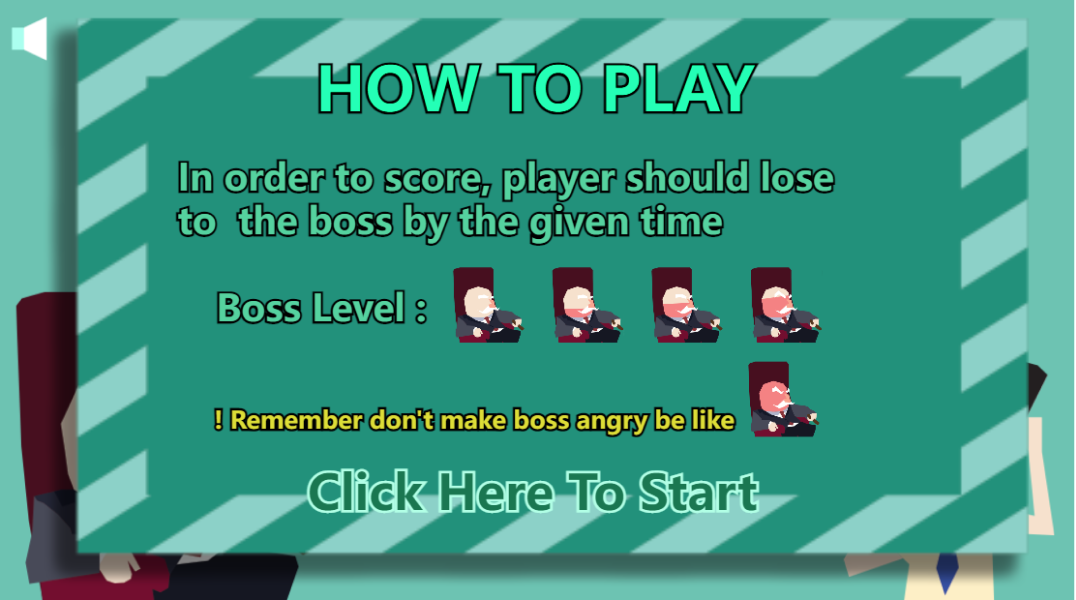 HOW TO PLAY
In order to score, player should lose
to the boss by the given time
Boss Level :
! Remember don't make boss angry be like
Click Here To Start